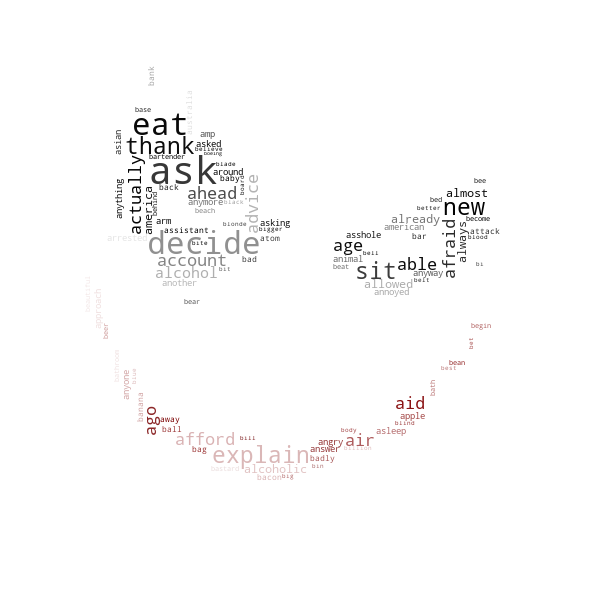 bank
australia
base
eat
amp
asian
thank
asked
believe
boeing
bartender
ask
blade
around
baby
bee
back
actually
anything
america
behind
ahead
board
advice
almost
anymore
black
bed
new
beach
better
already
become
arm
blonde
asking
american
afraid
always
attack
assistant
bigger
asshole
bar
blood
arrested
decide
bite
atom
age
bell
account
bad
animal
able
bi
alcohol
bit
beat
sit
anyway
another
allowed
belt
annoyed
beautiful
approach
bear
beer
begin
bathroom
bet
bean
best
anyone
blue
bath
banana
ago
away
aid
apple
ball
blind
afford
bill
body
asleep
angry
air
bag
explain
answer
billion
badly
bastard
alcoholic
bin
bacon
big